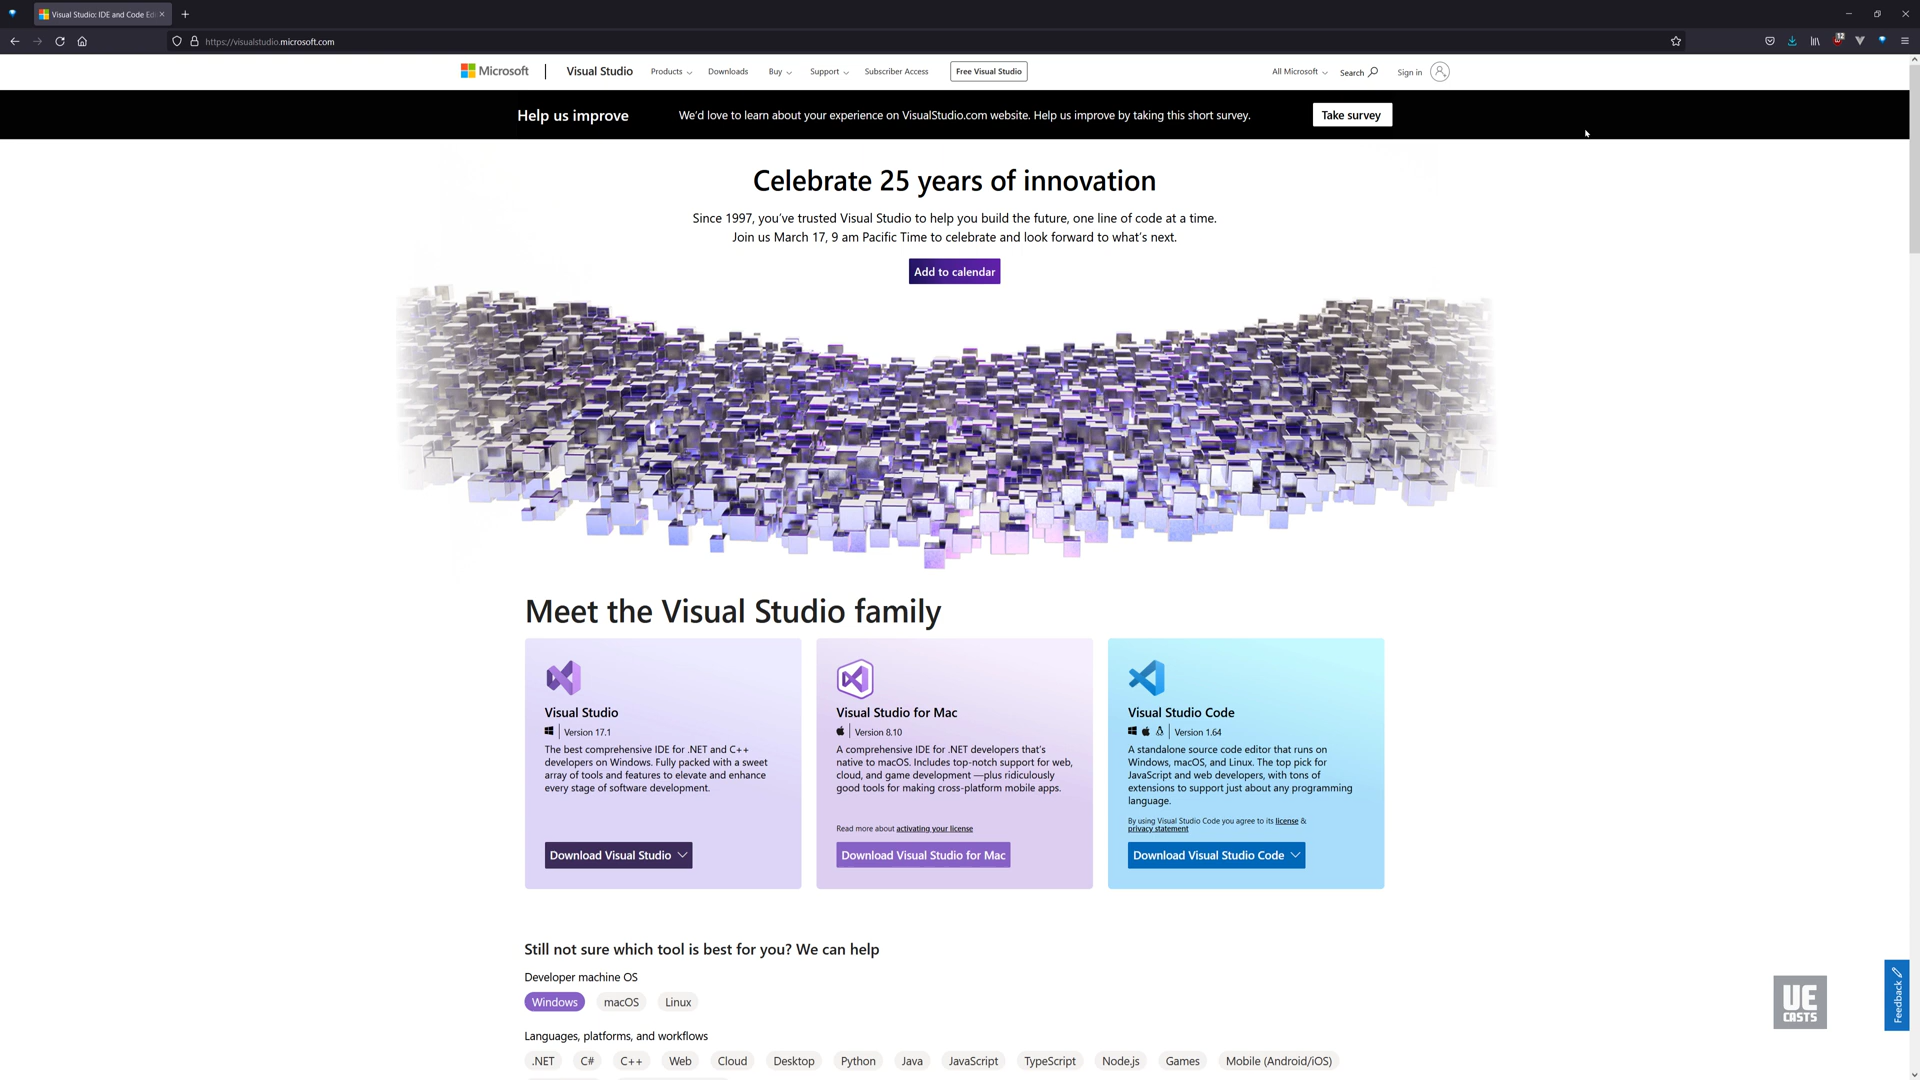 Visual Studio: IDE and Code Edi
https://visualstudio.microsoft.com
12
Microsoft
Visual Studio
Products
Downloads
Buy
Support
Subscriber Access
Free Visual Studio
All Microsoft
Search
Sign in
Help us improve
We'd love to learn about your experience on VisualStudio.com website. Help us improve by taking this short survey.
Take survey
Celebrate 25 years of innovation
Since 1997, you've trusted Visual Studio to help you build the future, one line of code at a time.
Join us March 17, 9 am Pacific Time to celebrate and look forward to what's next.
Add to calendar
Meet the Visual Studio family
Visual Studio
Version 17.1
The best comprehensive IDE for .NET and C++
developers on Windows. Fully packed with a sweet
array of tools and features to elevate and enhance
every stage of software development.
Download Visual Studio
Visual Studio for Mac
Version 8.10
A comprehensive IDE for .NET developers that's
native to macOS. Includes top-notch support for web,
cloud, and game development —plus ridiculously
good tools for making cross-platform mobile apps.
Read more about activating your license
Download Visual Studio for Mac
Visual Studio Code
Version 1.64
A standalone source code editor that runs on
Windows, macOS, and Linux. The top pick for
JavaScript and web developers, with tons of
extensions to support just about any programming
language.
By using Visual Studio Code you agree to its license &
privacy statement
Download Visual Studio Code
Still not sure which tool is best for you? We can help
Developer machine OS
Windows
macOS
Linux
Languages, platforms, and workflows
.NET
C#
C++
Web
Cloud
Desktop
Python
Java
JavaScript
TypeScript
Node.js
Games
Mobile (Android/iOS)
Feedback
UE
CASTS